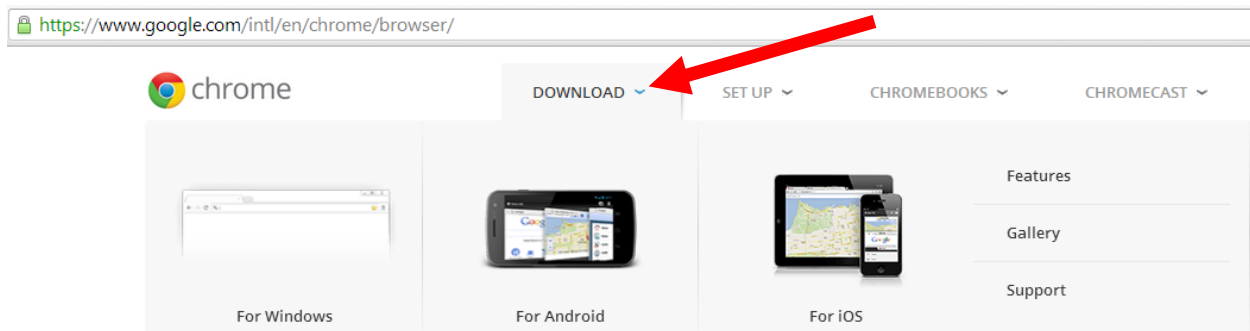 https://www.google.com/intl/en/chrome/browser/
chrome
DOWNLOAD
SET UP
CHROMEBOOKS
CHROMECAST
Features
Gallery
Support
For Windows
For Android
For iOS